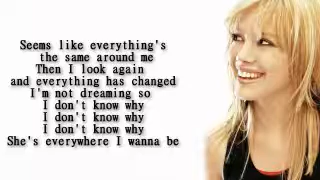 Seems like everything's
the same around me
Then I look again
and everything has changed
I'm not dreaming so
I don't know why
I don't know why
I don't know why
She's everywhere I wanna be